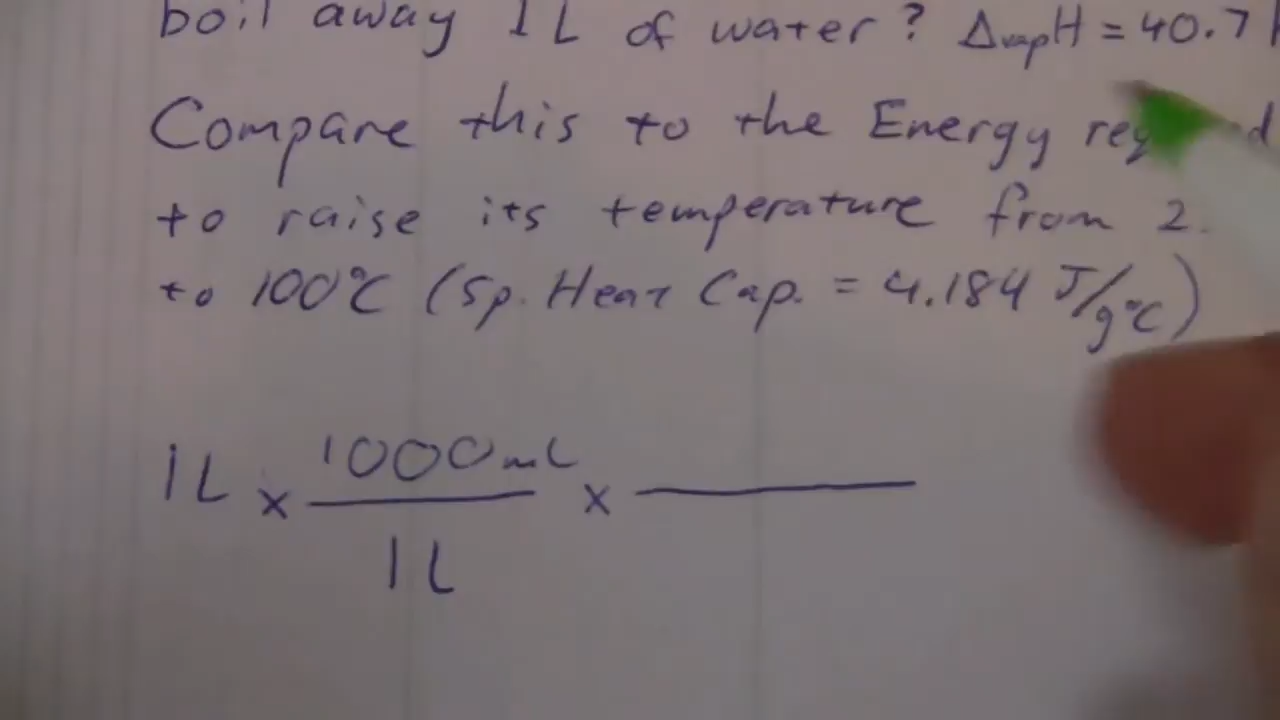 boil away 1L of water? ΔvapH = 40.7
Compare this to the Energy
to raise its temperature from 2
to 100°C (Sp. Heat Cap. = 4.184 J/g°C)
1L × 1000mL / 1L ×